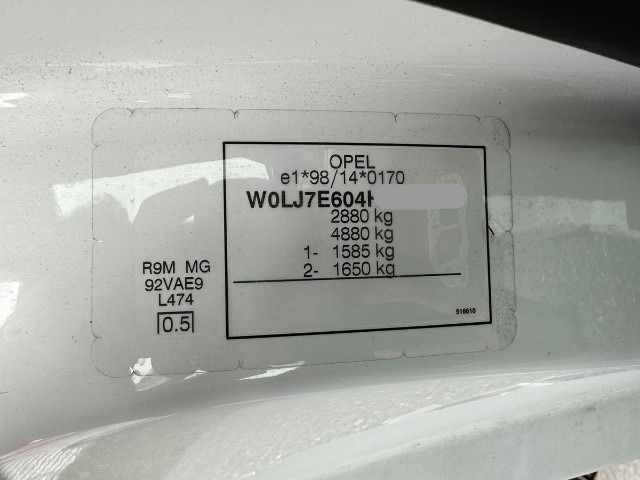 OPEL
e1*98/14*0170
W0LJ7E604
2880 kg
4880 kg
1- 1585 kg
2- 1650 kg
R9M MG
92VAE9
L474
0.5
516610